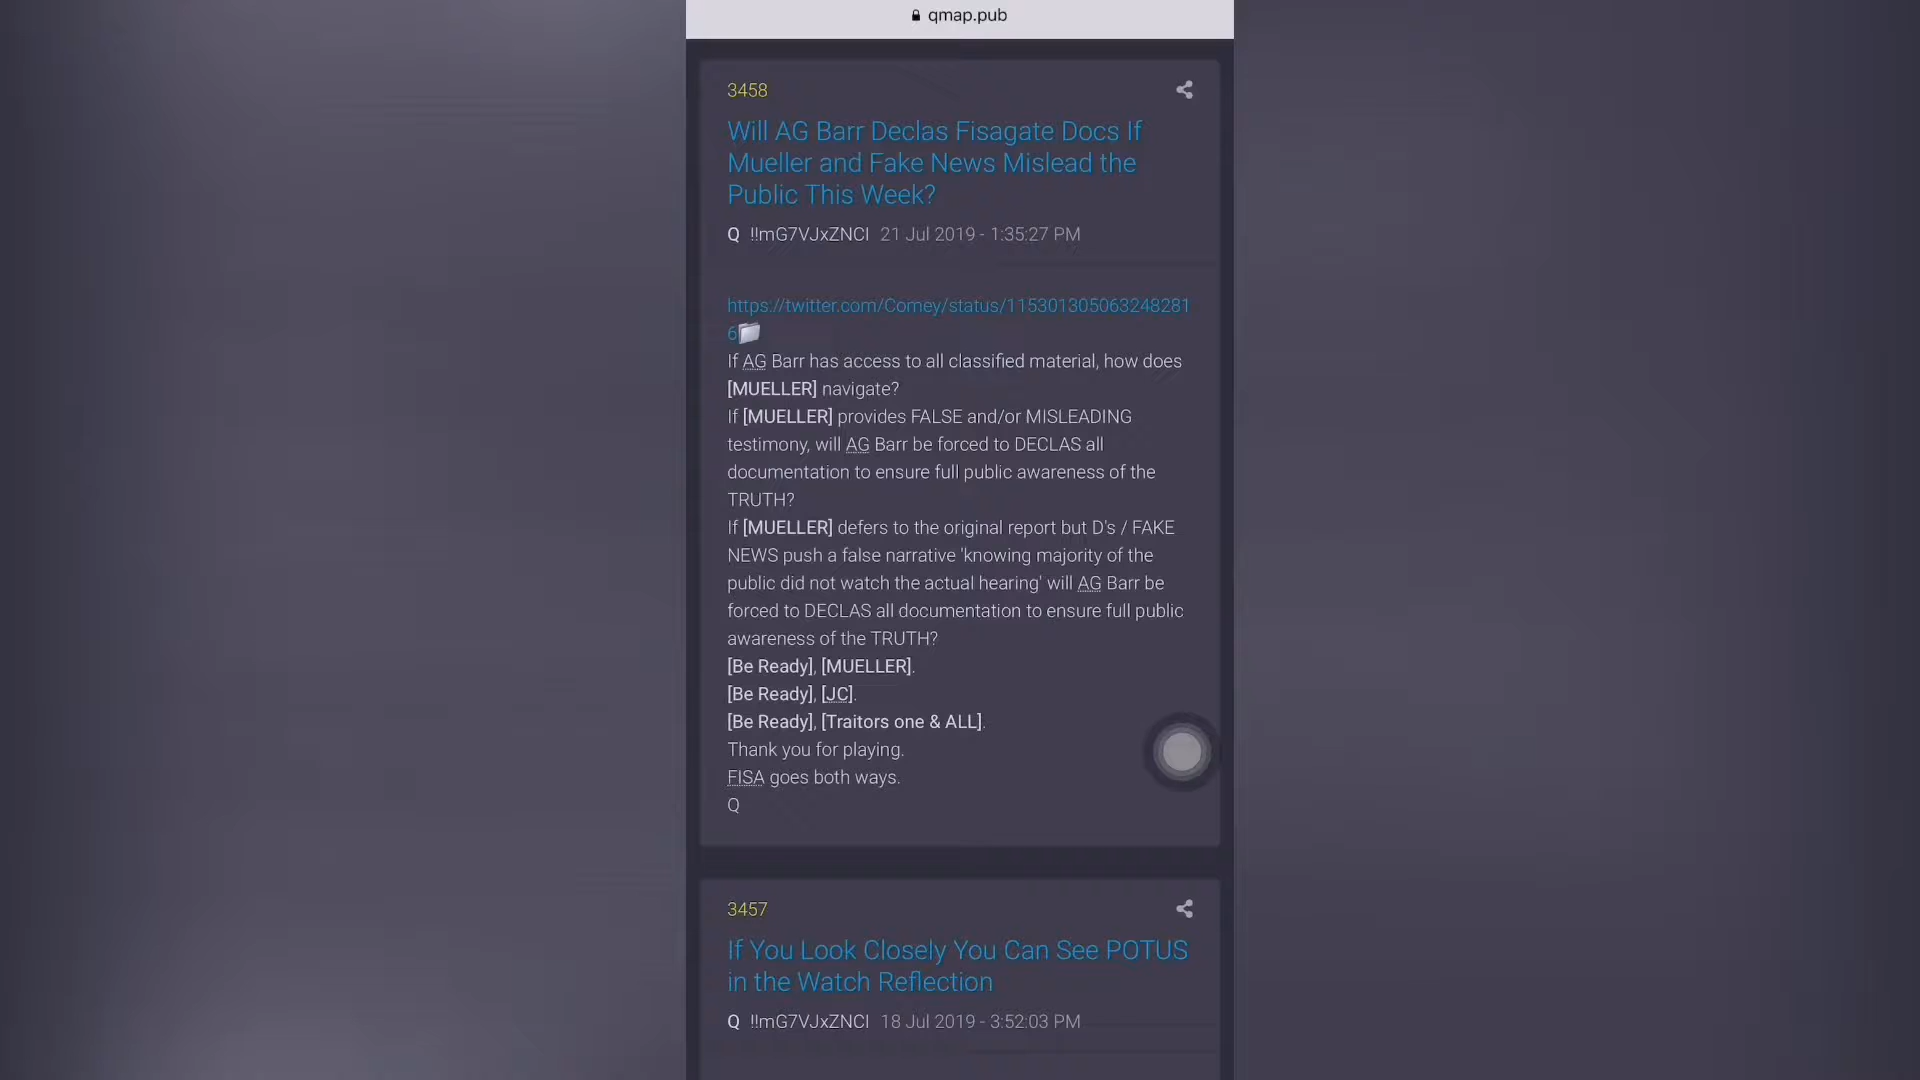 qmap.pub
3458
Will AG Barr Declas Fisagate Docs If
Mueller and Fake News Mislead the
Public This Week?
Q !!mG7VJxZNCI 21 Jul 2019 - 1:35:27 PM
https://twitter.com/Comey/status/115301305063248281
6
If AG Barr has access to all classified material, how does
[MUELLER] navigate?
If [MUELLER] provides FALSE and/or MISLEADING
testimony, will AG Barr be forced to DECLAS all
documentation to ensure full public awareness of the
TRUTH?
If [MUELLER] defers to the original report but D's / FAKE
NEWS push a false narrative 'knowing majority of the
public did not watch the actual hearing' will AG Barr be
forced to DECLAS all documentation to ensure full public
awareness of the TRUTH?
[Be Ready], [MUELLER].
[Be Ready], [JC].
[Be Ready], [Traitors one & ALL].
Thank you for playing.
FISA goes both ways.
Q
3457
If You Look Closely You Can See POTUS
in the Watch Reflection
Q !!mG7VJxZNCI 18 Jul 2019 - 3:52:03 PM